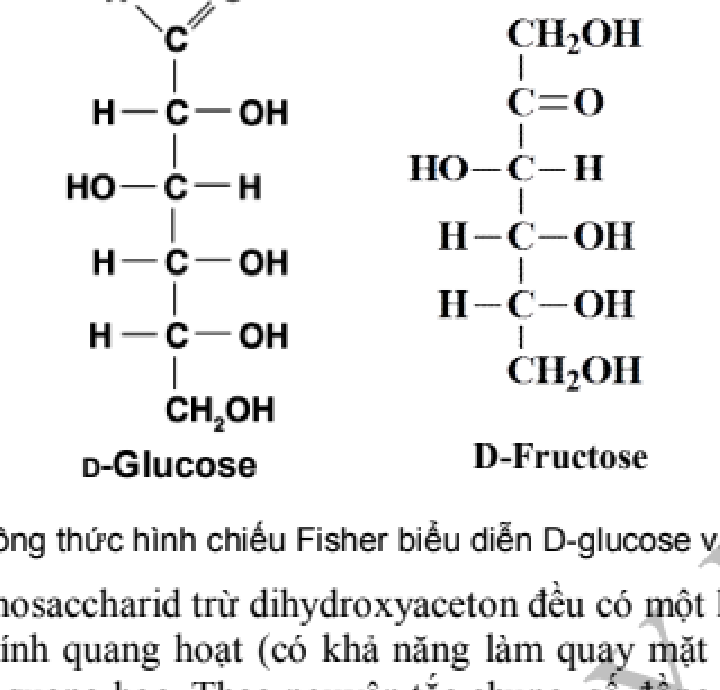 C
H—C—OH
HO—C—H
H—C—OH
H—C—OH
CH₂OH
D-Glucose
CH₂OH
C=O
HO—C—H
H—C—OH
H—C—OH
CH₂OH
D-Fructose
ông thức hình chiếu Fisher biểu diễn D-glucose v
nosaccharid trừ dihydroxyaceton đều có một
ính quang hoạt (có khả năng làm quay mặt